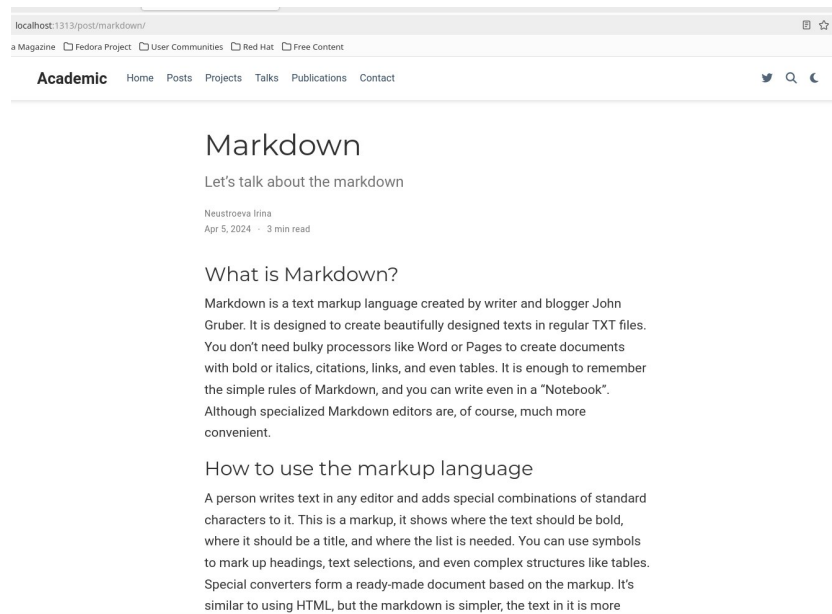 localhost:1313/post/markdown/
a Magazine Fedora Project User Communities Red Hat Free Content
Academic Home Posts Projects Talks Publications Contact
Markdown
Let's talk about the markdown
Neustroeva Irina
Apr 5, 2024 · 3 min read
What is Markdown?
Markdown is a text markup language created by writer and blogger John
Gruber. It is designed to create beautifully designed texts in regular TXT files.
You don't need bulky processors like Word or Pages to create documents
with bold or italics, citations, links, and even tables. It is enough to remember
the simple rules of Markdown, and you can write even in a “Notebook”.
Although specialized Markdown editors are, of course, much more
convenient.
How to use the markup language
A person writes text in any editor and adds special combinations of standard
characters to it. This is a markup, it shows where the text should be bold,
where it should be a title, and where the list is needed. You can use symbols
to mark up headings, text selections, and even complex structures like tables.
Special converters form a ready-made document based on the markup. It's
similar to using HTML, but the markdown is simpler, the text in it is more